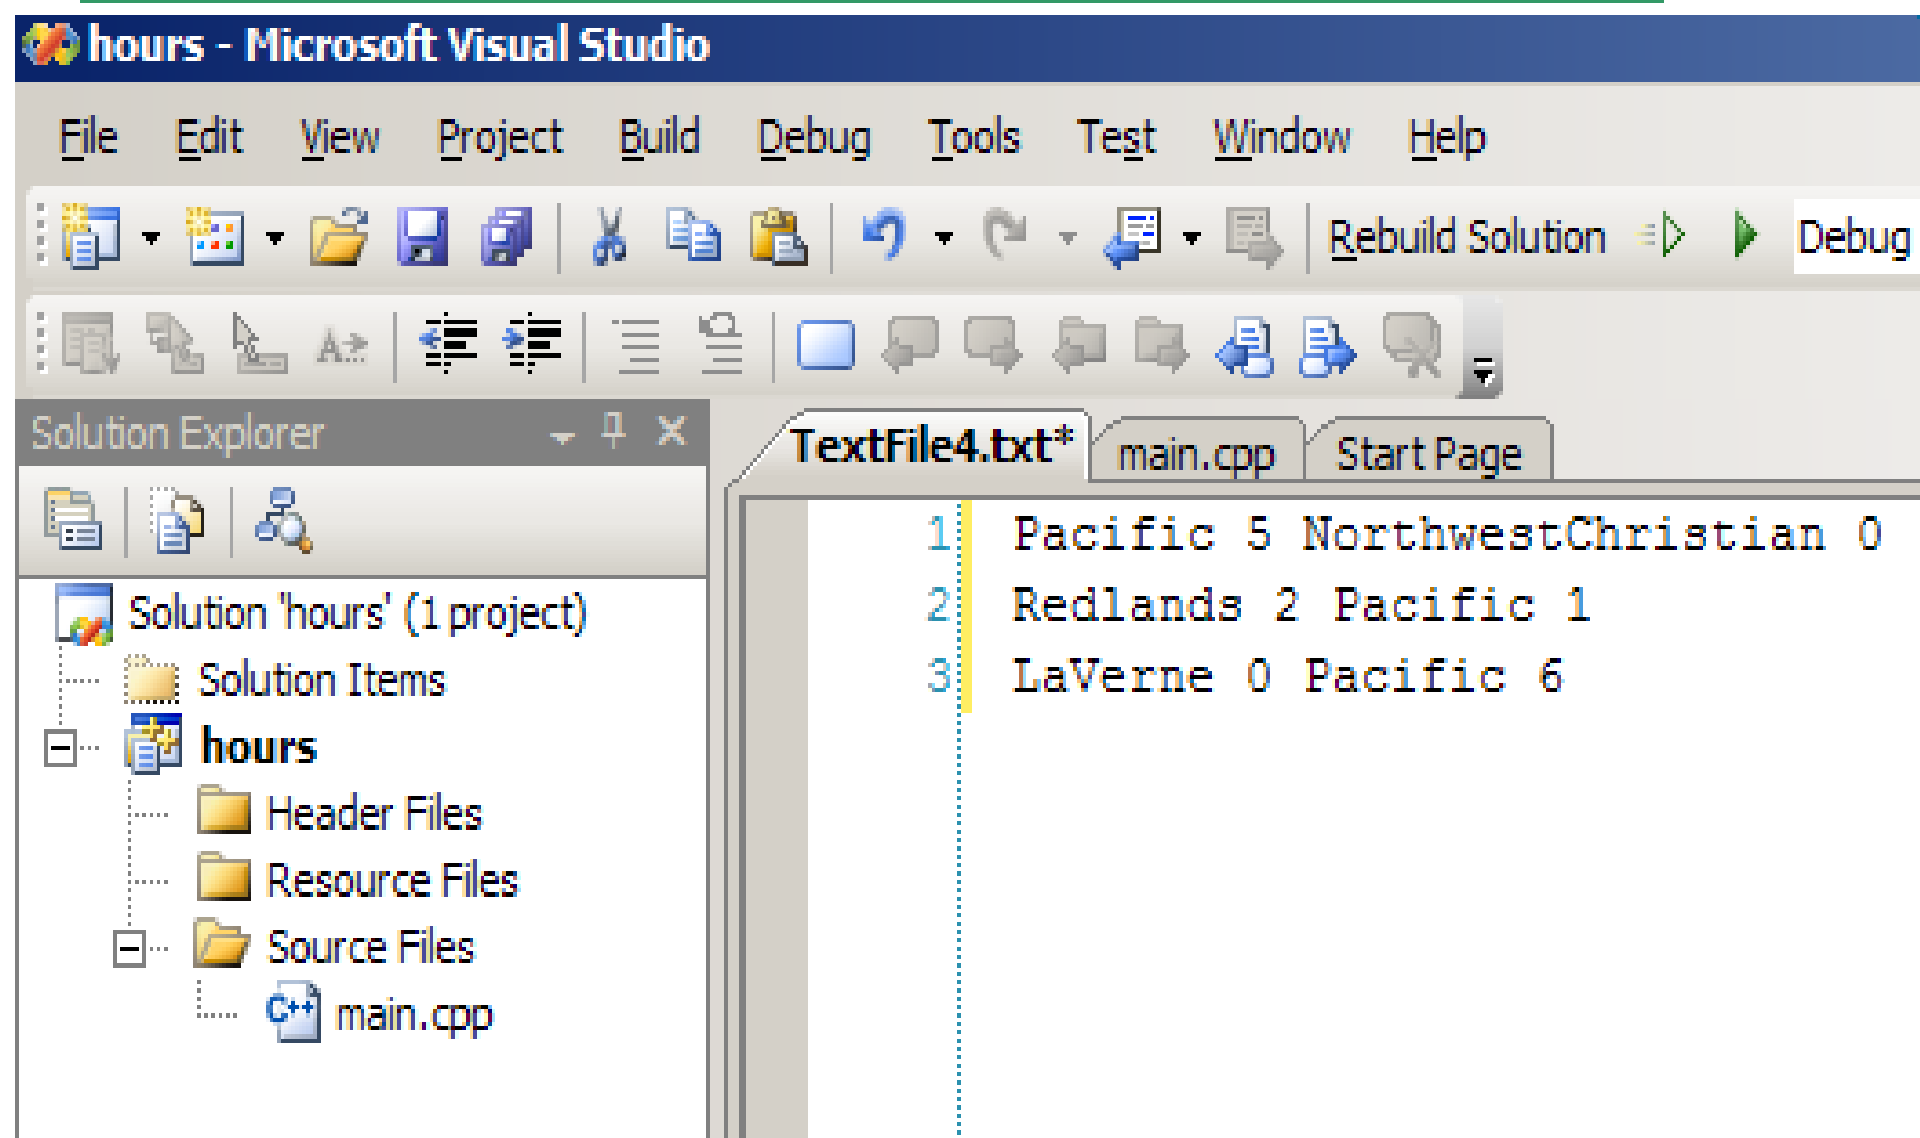 hours - Microsoft Visual Studio
File Edit View Project Build Debug Tools Test Window Help
Rebuild Solution Debug
A
Solution Explorer
TextFile4.txt* main.cpp Start Page
1 Pacific 5 NorthwestChristian 0
2 Redlands 2 Pacific 1
3 LaVerne 0 Pacific 6
Solution 'hours' (1 project)
Solution Items
hours
Header Files
Resource Files
Source Files
C++ main.cpp